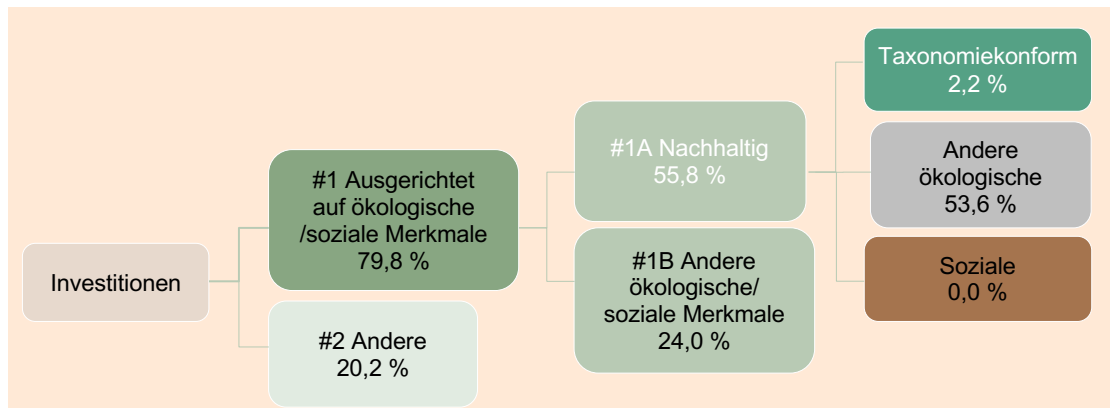 Investitionen
#1 Ausgerichtet
auf ökologische
/soziale Merkmale
79,8 %
#2 Andere
20,2 %
#1A Nachhaltig
55,8 %
#1B Andere
ökologische/
soziale Merkmale
24,0 %
Taxonomiekonform
2,2 %
Andere
ökologische
53,6 %
Soziale
0,0 %